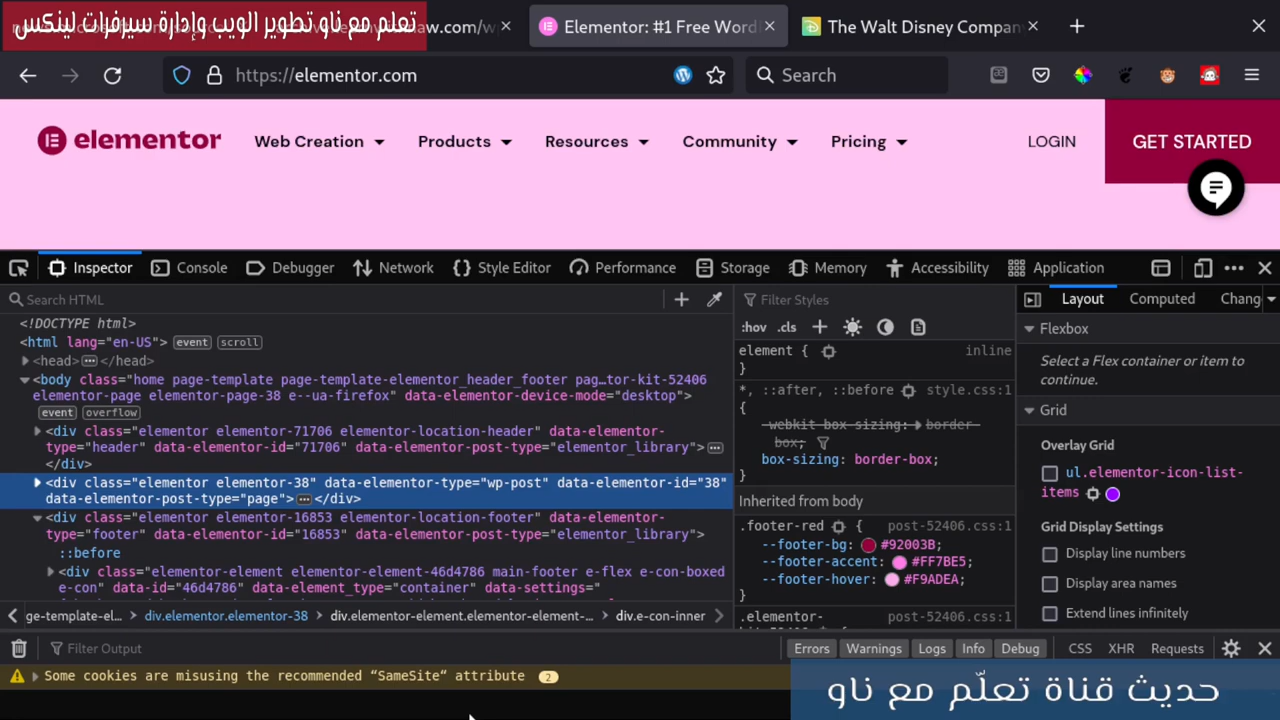 تعلم مع ناو تطوير الويب وإدارة سيرفرات لينكس
Elementor: #1 Free Word
The Walt Disney Compan
https://elementor.com
Search
elementor
Web Creation
Products
Resources
Community
Pricing
LOGIN
GET STARTED
Inspector
Console
Debugger
Network
Style Editor
Performance
Storage
Memory
Accessibility
Application
Search HTML
<!DOCTYPE html>
<html lang="en-US"> event scroll
<head> ••• </head>
<body class="home page-template page-template-elementor_header_footer pag…tor-kit-52406
elementor-page elementor-page-38 e--ua-firefox" data-elementor-device-mode="desktop">
event overflow
<div class="elementor elementor-71706 elementor-location-header" data-elementor-
type="header" data-elementor-id="71706" data-elementor-post-type="elementor_library"> •••
</div>
<div class="elementor elementor-38" data-elementor-type="wp-post" data-elementor-id="38"
data-elementor-post-type="page"> ••• </div>
<div class="elementor elementor-16853 elementor-location-footer" data-elementor-
type="footer" data-elementor-id="16853" data-elementor-post-type="elementor_library">
::before
<div class="elementor-element elementor-element-46d4786 main-footer e-flex e-con-boxed
e-con" data-id="46d4786" data-element_type="container" data-settings="
ge-template-el… div.elementor.elementor-38 div.elementor-element.elementor-element-… div.e-con-inner
Filter Styles
:hov .cls
element { inline
}
*, ::after, ::before style.css:1
{
-webkit-box-sizing: border-
box;
box-sizing: border-box;
}
Inherited from body
.footer-red { post-52406.css:1
--footer-bg: #92003B;
--footer-accent: #FF7BE5;
--footer-hover: #F9ADEA;
}
.elementor- post-52406.css:1
Layout
Computed
Chang
Flexbox
Select a Flex container or item to
continue.
Grid
Overlay Grid
ul.elementor-icon-list-
items
Grid Display Settings
Display line numbers
Display area names
Extend lines infinitely
Filter Output
Errors Warnings Logs Info Debug CSS XHR Requests
Some cookies are misusing the recommended “SameSite“ attribute 2
حديث قناة تعلّم مع ناو